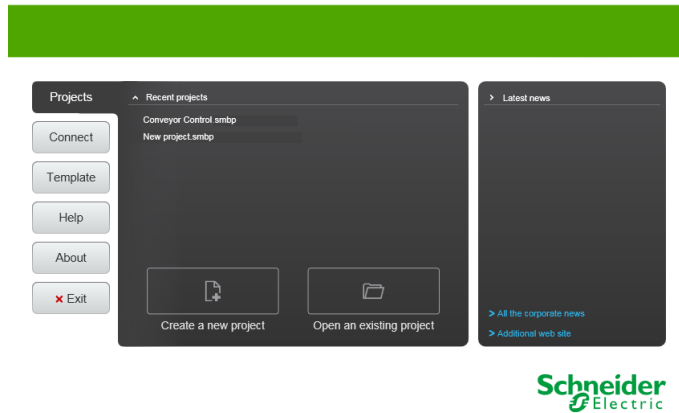 Projects
Connect
Template
Help
About
Exit
Recent projects
Conveyor Control.smbp
New project.smbp
Create a new project
Open an existing project
Latest news
> All the corporate news
> Additional web site
Schneider
Electric